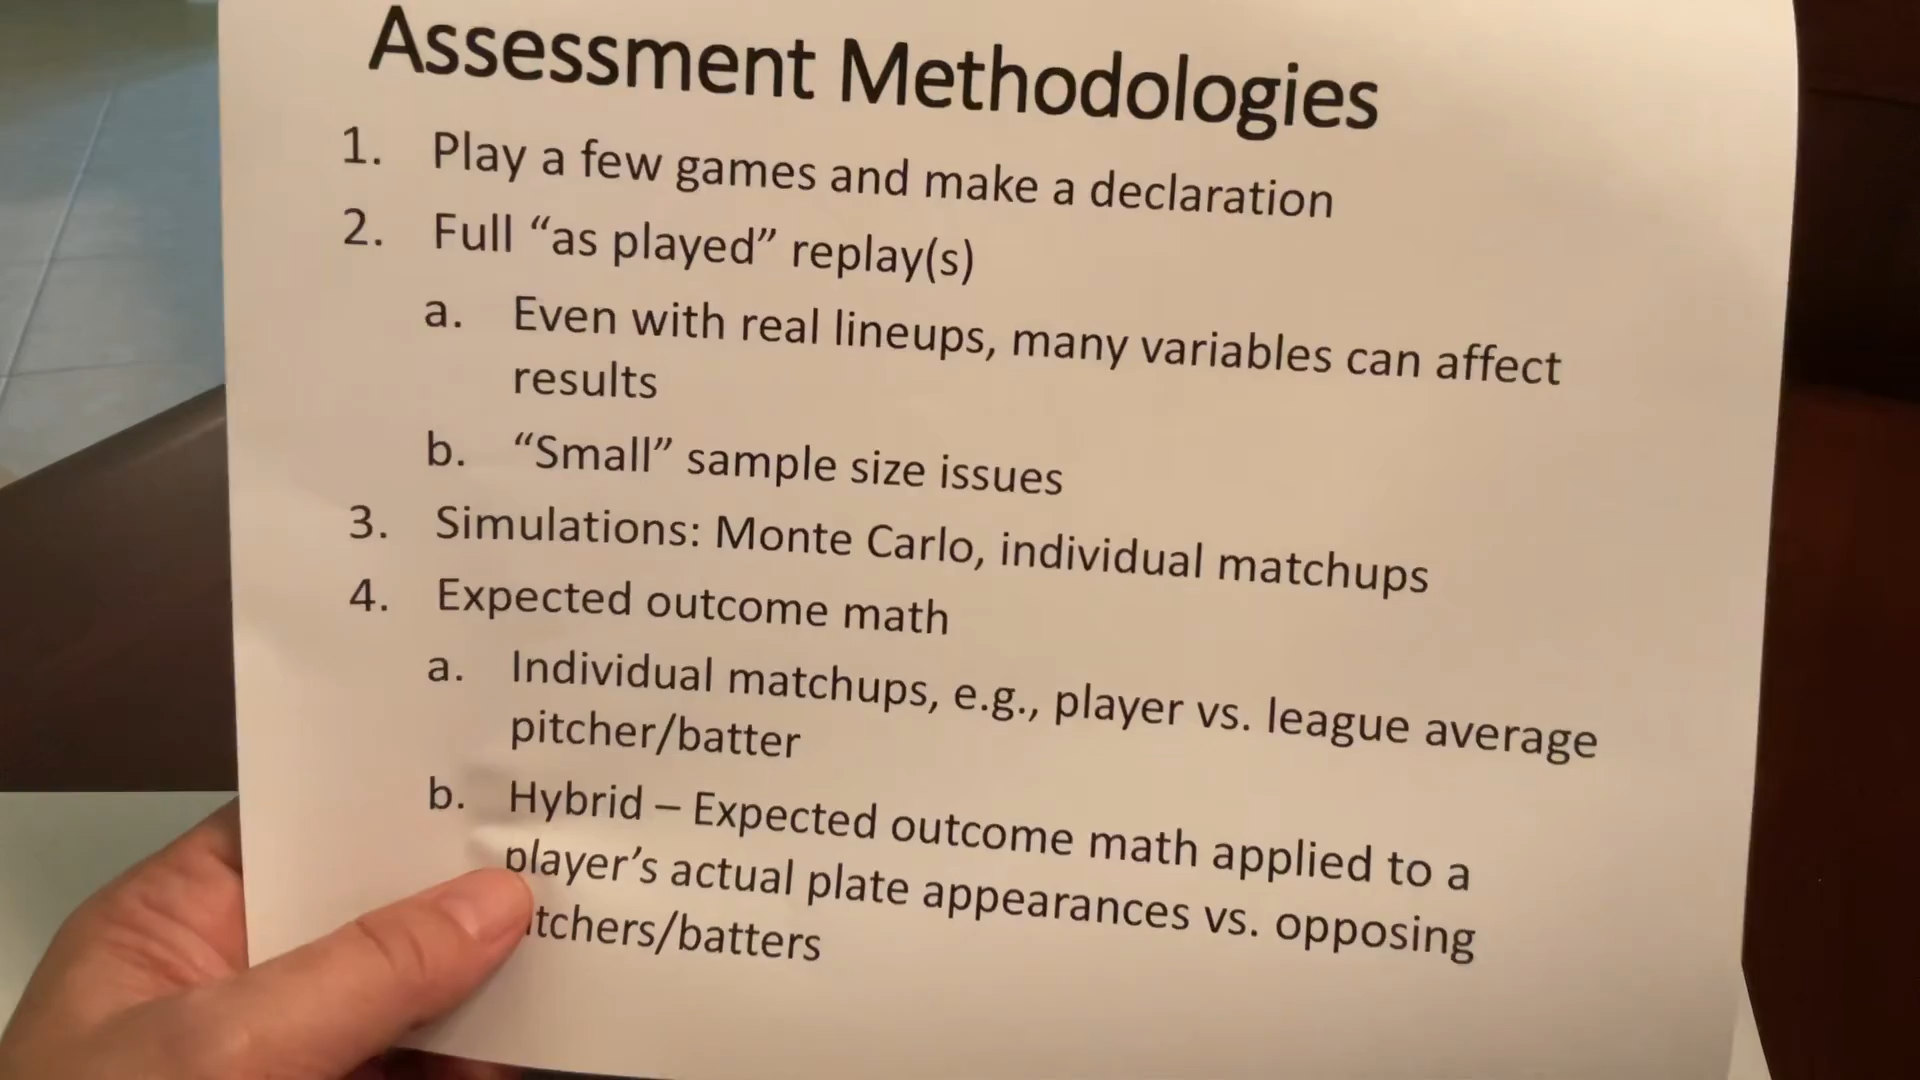 Assessment Methodologies
1. Play a few games and make a declaration
2. Full “as played” replay(s)
a. Even with real lineups, many variables can affect
results
b. “Small” sample size issues
3. Simulations: Monte Carlo, individual matchups
4. Expected outcome math
a. Individual matchups, e.g., player vs. league average
pitcher/batter
b. Hybrid – Expected outcome math applied to a
player’s actual plate appearances vs. opposing
itchers/batters